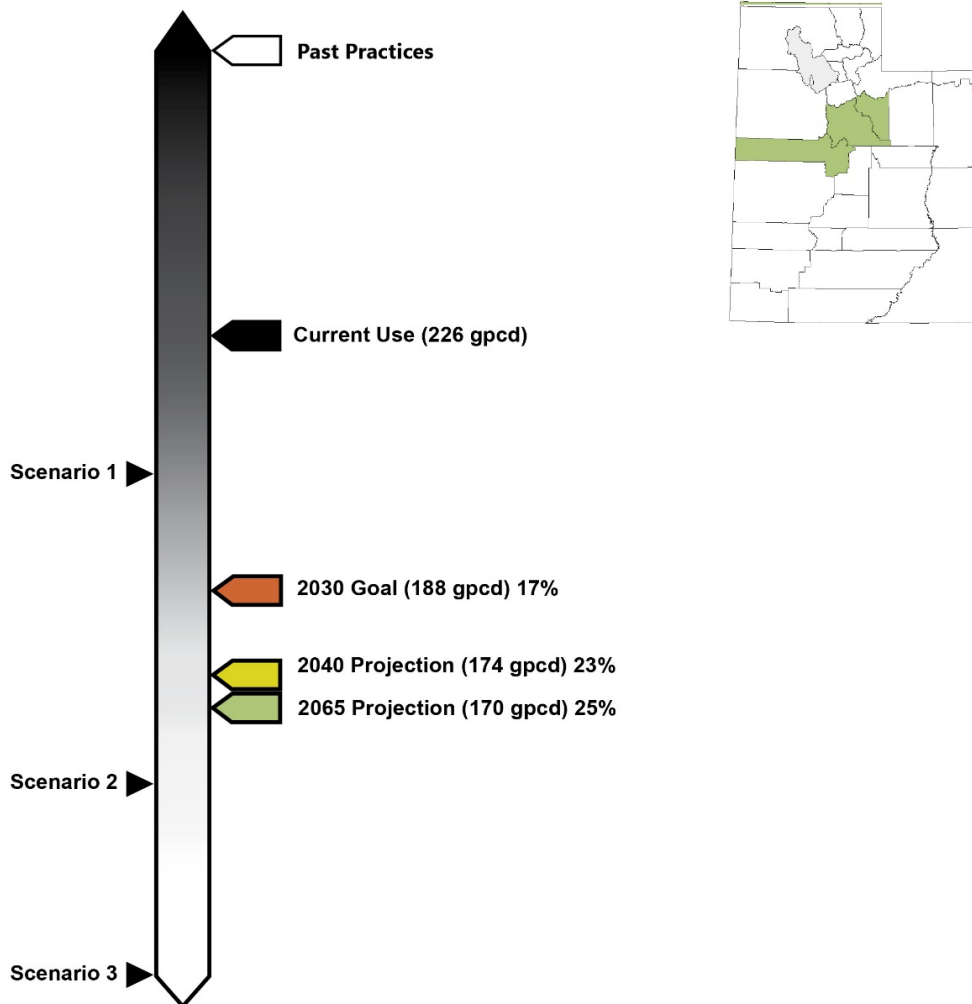 Past Practices
Current Use (226 gpcd)
Scenario 1
2030 Goal (188 gpcd) 17%
2040 Projection (174 gpcd) 23%
2065 Projection (170 gpcd) 25%
Scenario 2
Scenario 3